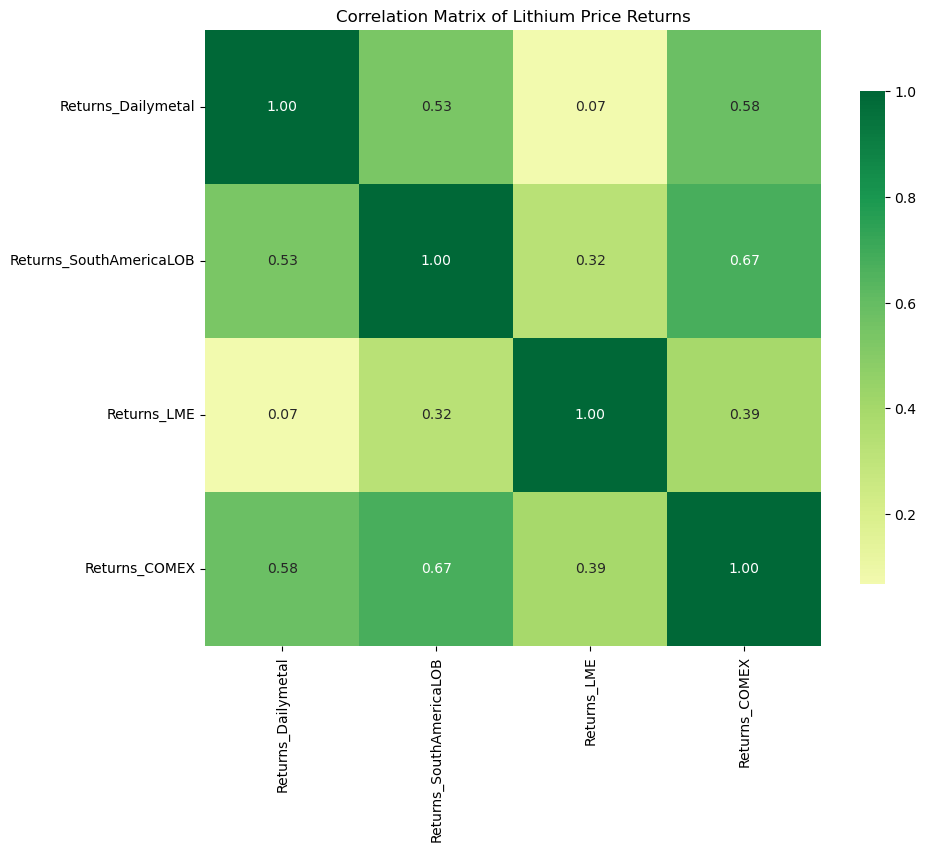 Correlation Matrix of Lithium Price Returns
Returns_Dailymetal
1.00
0.53
0.07
0.58
Returns_SouthAmericaLOB
0.53
1.00
0.32
0.67
Returns_LME
0.07
0.32
1.00
0.39
Returns_COMEX
0.58
0.67
0.39
1.00
Returns_Dailymetal
Returns_SouthAmericaLOB
Returns_LME
Returns_COMEX
1.0
0.8
0.6
0.4
0.2